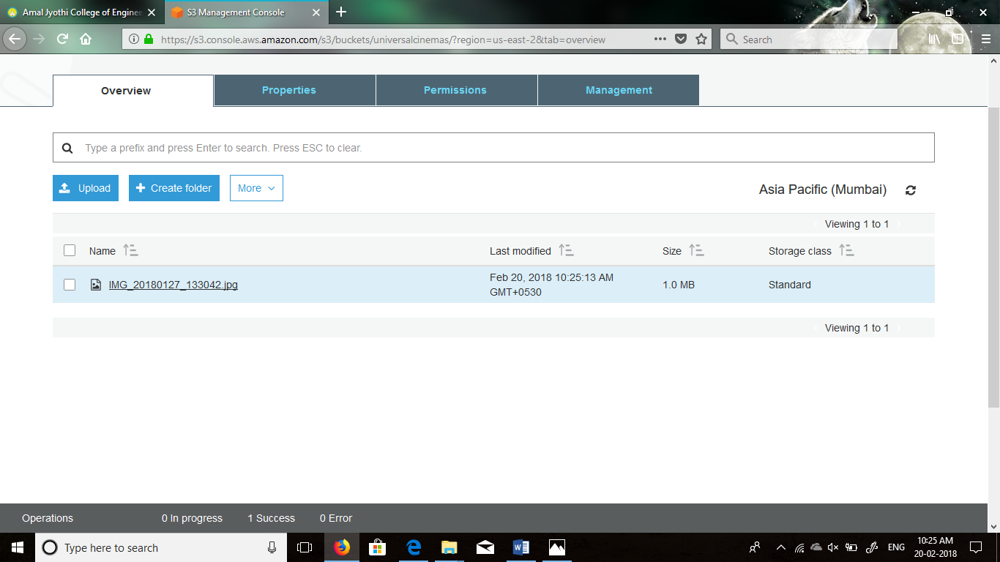 Amal Jyothi College of Enginee
S3 Management Console
https://s3.console.aws.amazon.com/s3/buckets/universalcinemas/?region=us-east-2&tab=overview
Search
Overview
Properties
Permissions
Management
Type a prefix and press Enter to search. Press ESC to clear.
Upload
Create folder
More
Asia Pacific (Mumbai)
Viewing 1 to 1
Name
Last modified
Size
Storage class
IMG_20180127_133042.jpg
Feb 20, 2018 10:25:13 AM
GMT+0530
1.0 MB
Standard
Viewing 1 to 1
Operations
0 In progress
1 Success
0 Error
Type here to search
ENG
10:25 AM
20-02-2018